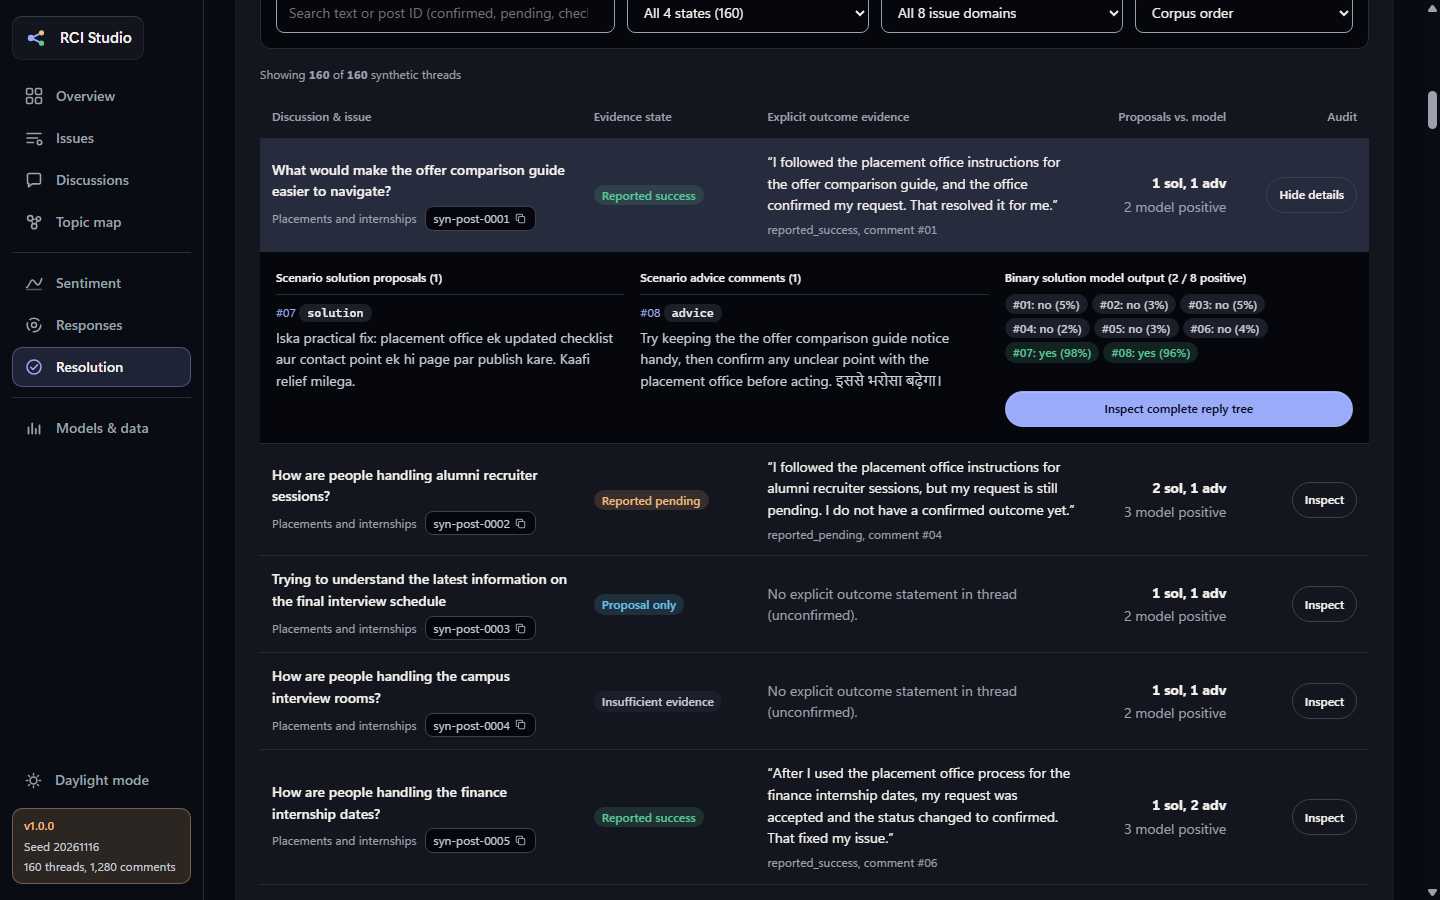 RCI Studio
Overview
Issues
Discussions
Topic map
Sentiment
Responses
Resolution
Models & data
Daylight mode
v1.0.0
Seed 20261116
160 threads, 1,280 comments
Search text or post ID (confirmed, pending, chec
All 4 states (160)
All 8 issue domains
Corpus order
Showing 160 of 160 synthetic threads
Discussion & issue
Evidence state
Explicit outcome evidence
Proposals vs. model
Audit
What would make the offer comparison guide
easier to navigate?
Placements and internships
syn-post-0001
Reported success
“I followed the placement office instructions for
the offer comparison guide, and the office
confirmed my request. That resolved it for me.”
reported_success, comment #01
1 sol, 1 adv
2 model positive
Hide details
Scenario solution proposals (1)
#07 solution
Iska practical fix: placement office ek updated checklist
aur contact point ek hi page par publish kare. Kaafi
relief milega.
Scenario advice comments (1)
#08 advice
Try keeping the the offer comparison guide notice
handy, then confirm any unclear point with the
placement office before acting. इससे भरोसा बढ़ेगा।
Binary solution model output (2 / 8 positive)
#01: no (5%) #02: no (3%) #03: no (5%)
#04: no (2%) #05: no (3%) #06: no (4%)
#07: yes (98%) #08: yes (96%)
Inspect complete reply tree
How are people handling alumni recruiter
sessions?
Placements and internships
syn-post-0002
Reported pending
“I followed the placement office instructions for
alumni recruiter sessions, but my request is still
pending. I do not have a confirmed outcome yet.”
reported_pending, comment #04
2 sol, 1 adv
3 model positive
Inspect
Trying to understand the latest information on
the final interview schedule
Placements and internships
syn-post-0003
Proposal only
No explicit outcome statement in thread
(unconfirmed).
1 sol, 1 adv
2 model positive
Inspect
How are people handling the campus
interview rooms?
Placements and internships
syn-post-0004
Insufficient evidence
No explicit outcome statement in thread
(unconfirmed).
1 sol, 1 adv
2 model positive
Inspect
How are people handling the finance
internship dates?
Placements and internships
syn-post-0005
Reported success
“After I used the placement office process for the
finance internship dates, my request was
accepted and the status changed to confirmed.
That fixed my issue.”
reported_success, comment #06
1 sol, 2 adv
3 model positive
Inspect